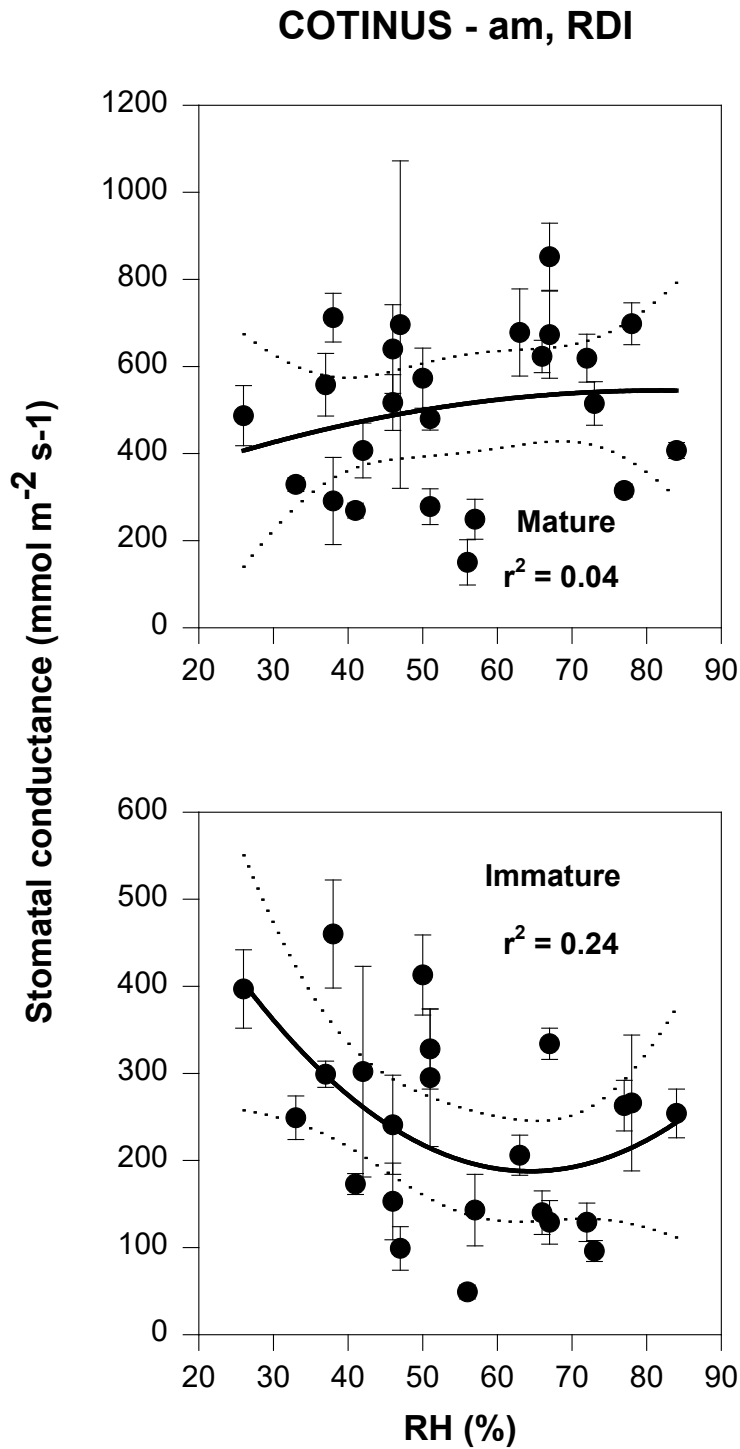 COTINUS - am, RDI
Stomatal conductance (mmol m⁻² s-1)
1200
1000
800
600
400
200
0
Mature
r² = 0.04
20 30 40 50 60 70 80 90
600
500
400
300
200
100
0
Immature
r² = 0.24
20 30 40 50 60 70 80 90
RH (%)